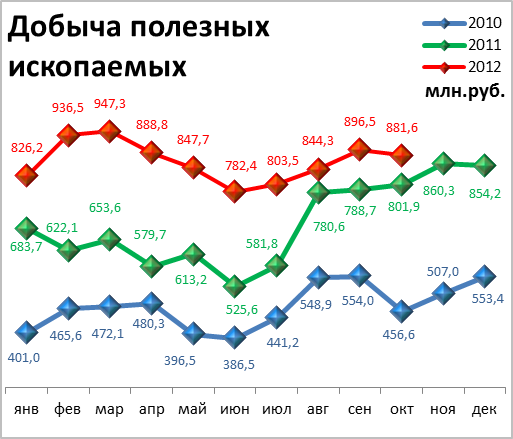 Добыча полезных
ископаемых
2010
2011
2012
млн.руб.
826,2 936,5 947,3 888,8 847,7 782,4 803,5 844,3 896,5 881,6
683,7 622,1 653,6 579,7 613,2 525,6 581,8 780,6 788,7 801,9 860,3 854,2
401,0 465,6 472,1 480,3 396,5 386,5 441,2 548,9 554,0 456,6 507,0 553,4
янв фев мар апр май июн июл авг сен окт ноя дек